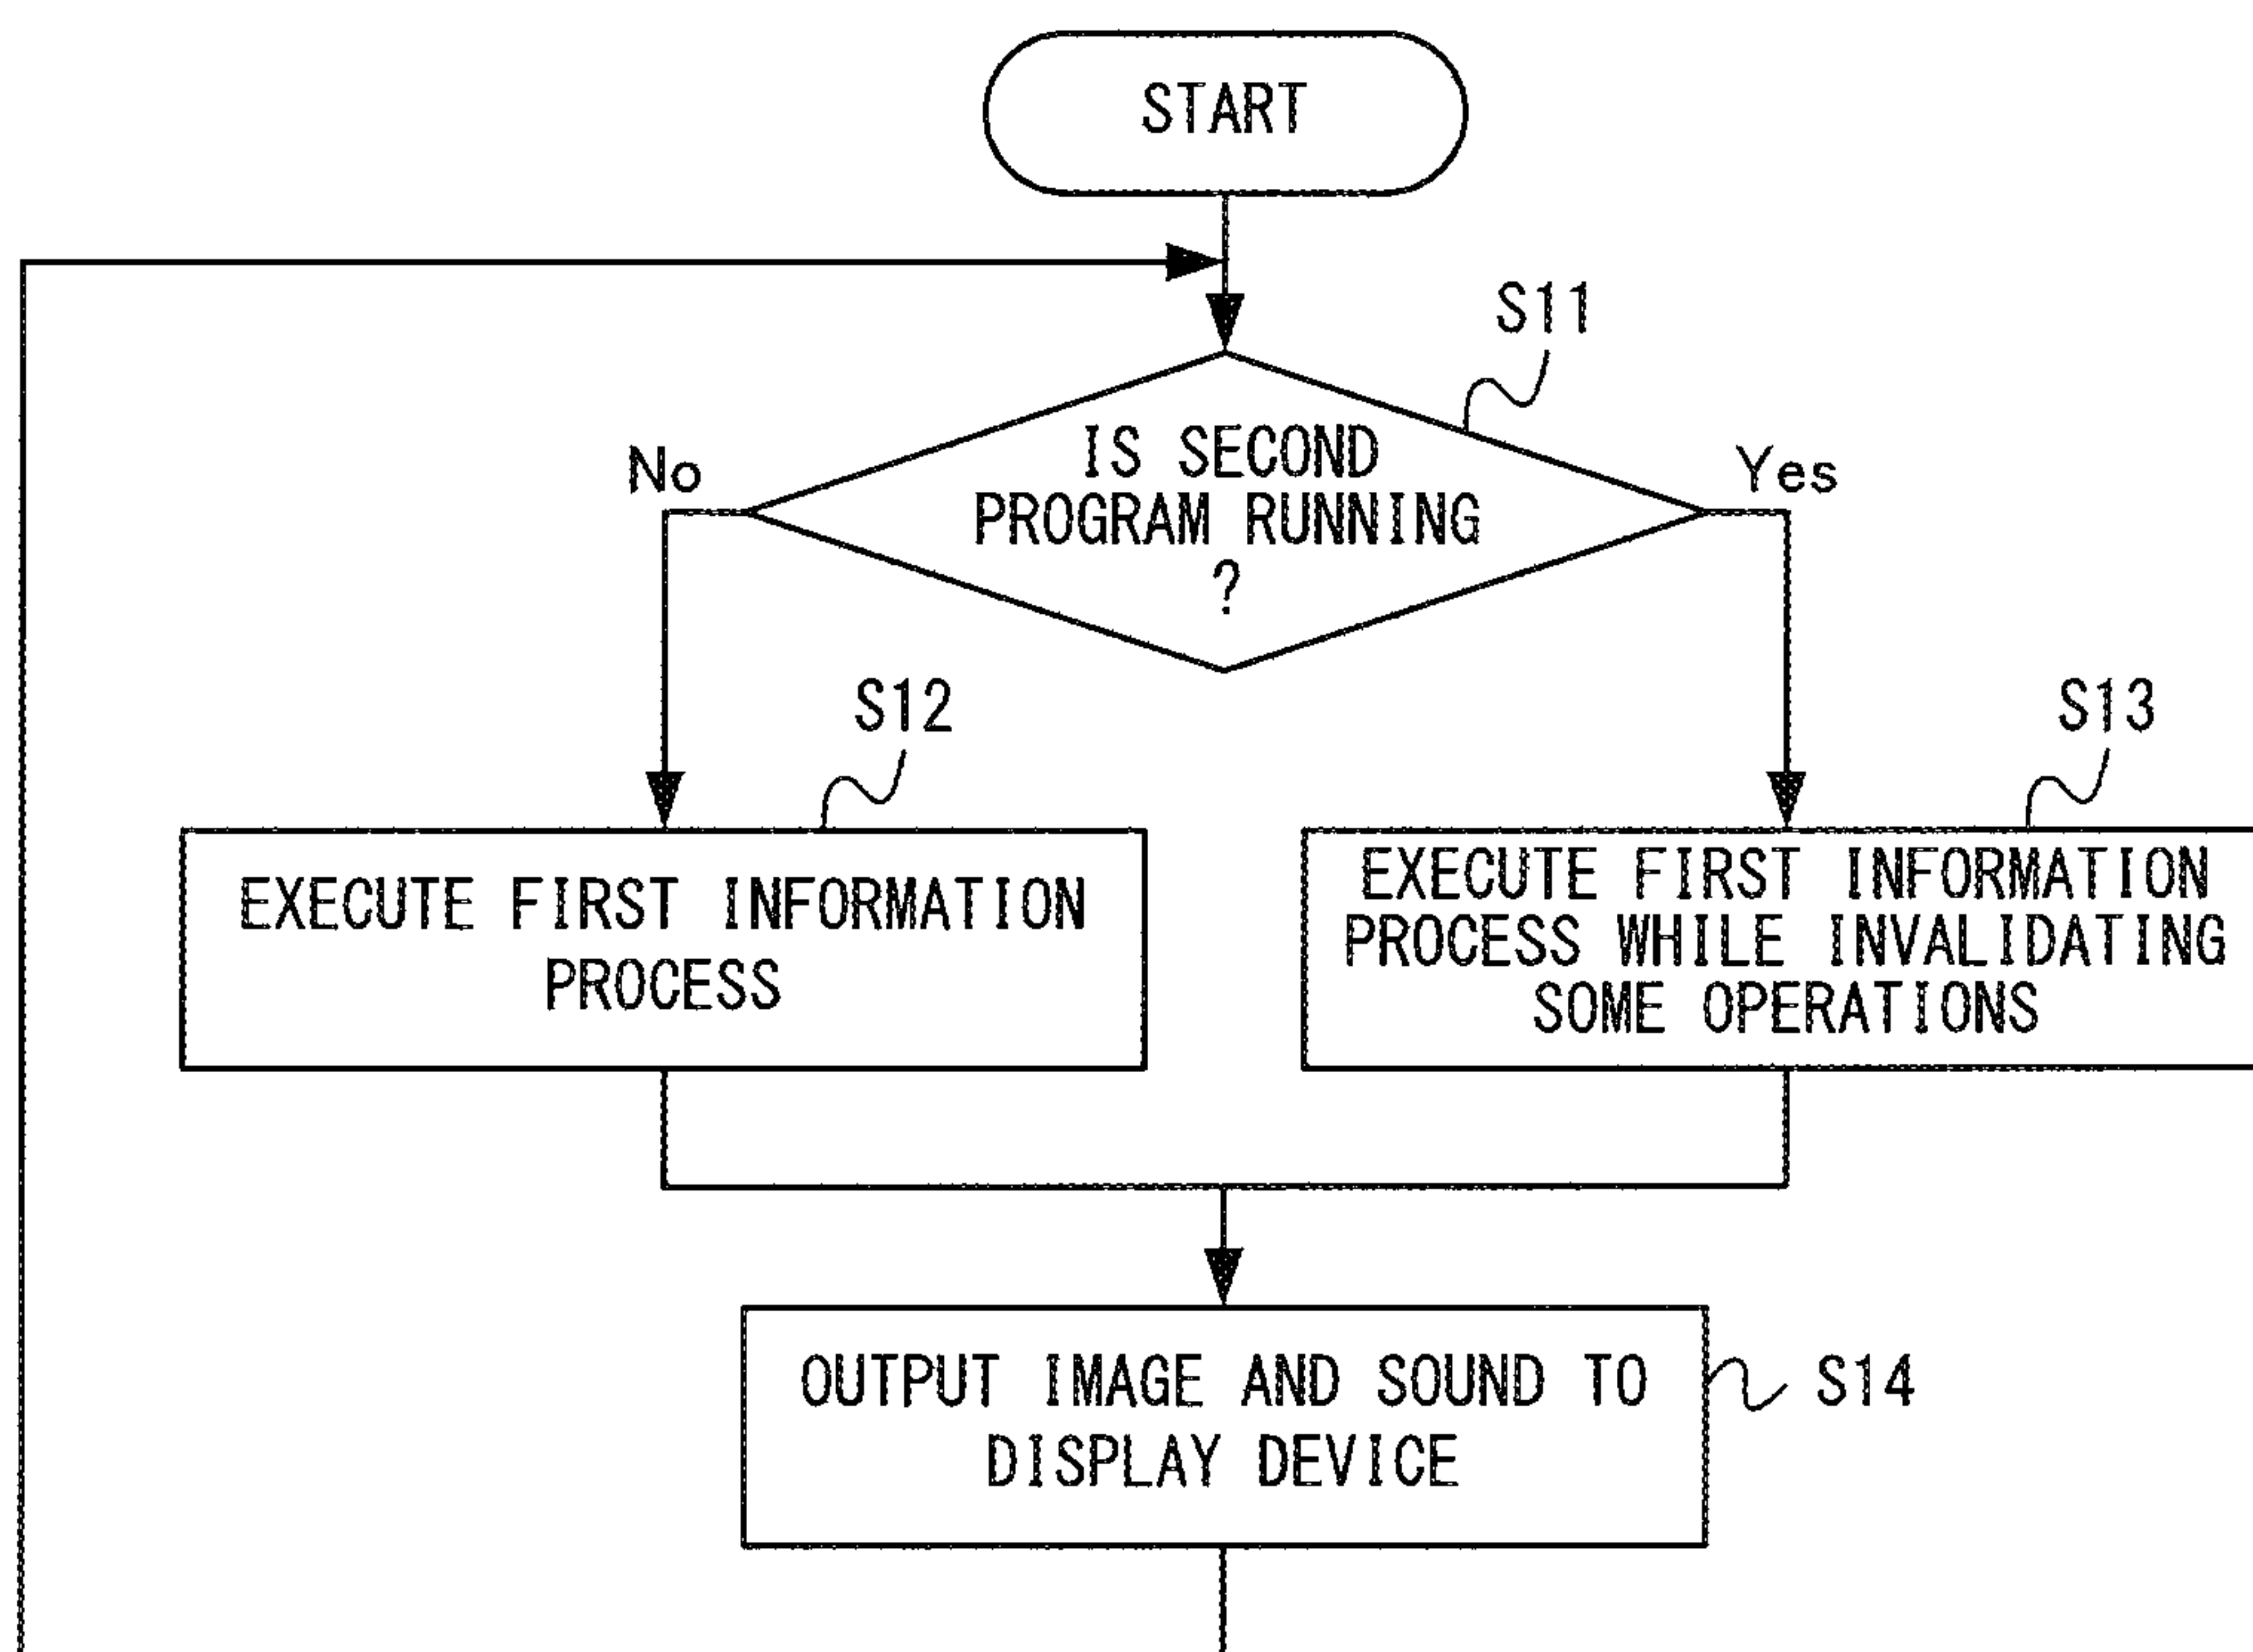 START
S11
IS SECOND
PROGRAM RUNNING
?
No
Yes
S12
S13
EXECUTE FIRST INFORMATION
PROCESS
EXECUTE FIRST INFORMATION
PROCESS WHILE INVALIDATING
SOME OPERATIONS
OUTPUT IMAGE AND SOUND TO
DISPLAY DEVICE
S14